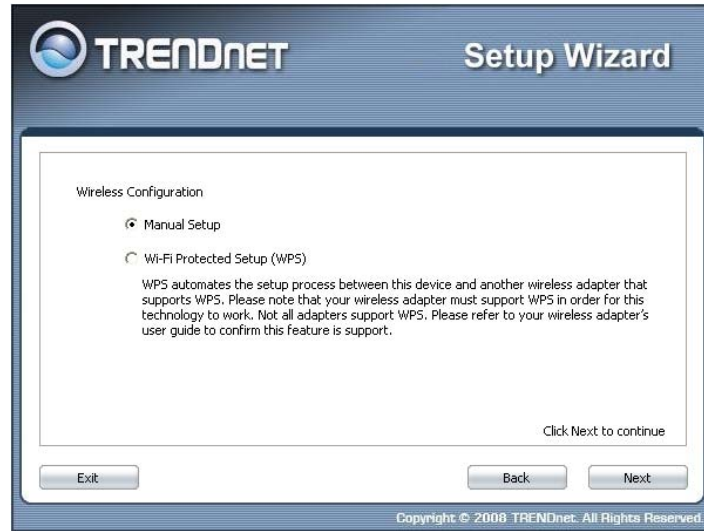 TRENDNET
Setup Wizard
Wireless Configuration
Manual Setup
Wi-Fi Protected Setup (WPS)
WPS automates the setup process between this device and another wireless adapter that
supports WPS. Please note that your wireless adapter must support WPS in order for this
technology to work. Not all adapters support WPS. Please refer to your wireless adapter's
user guide to confirm this feature is support.
Click Next to continue
Exit
Back
Next
Copyright © 2008 TRENDnet. All Rights Reserved.